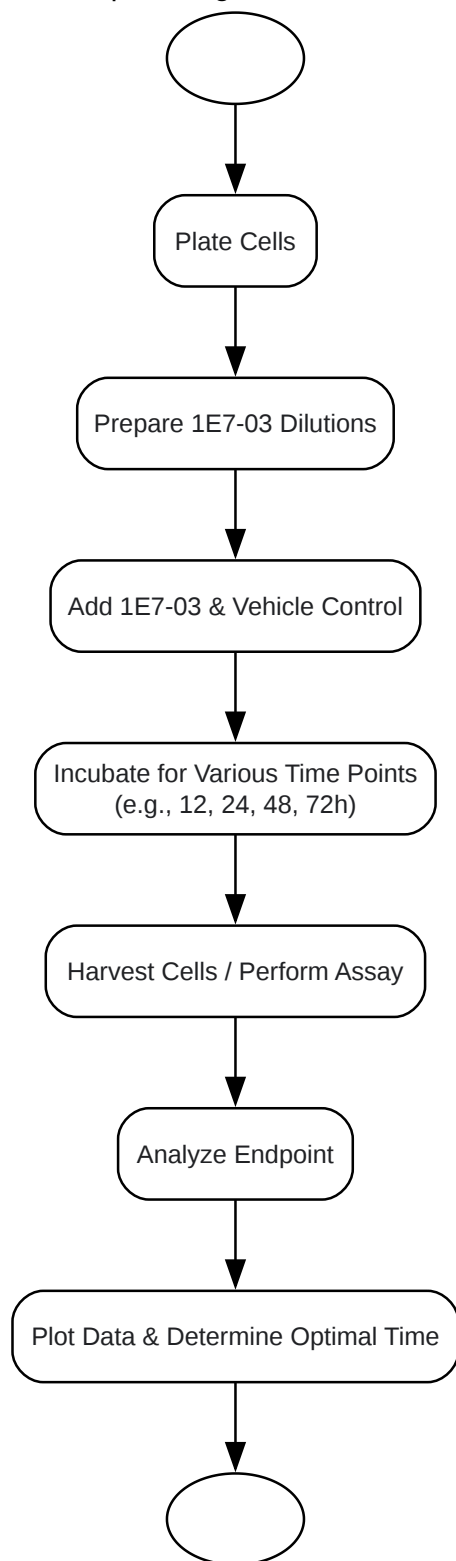 Plate Cells
Prepare 1E7-03 Dilutions
Add 1E7-03 & Vehicle Control
Incubate for Various Time Points
(e.g., 12, 24, 48, 72h)
Harvest Cells / Perform Assay
Analyze Endpoint
Plot Data & Determine Optimal Time